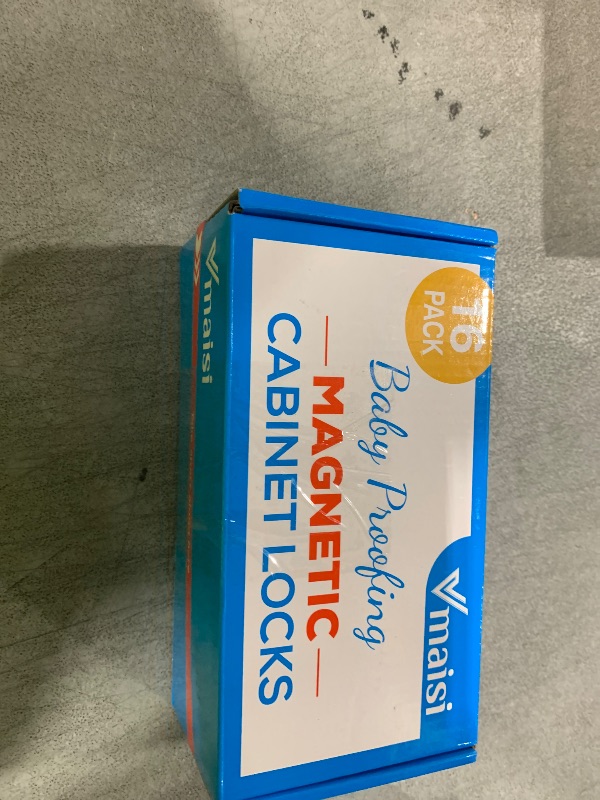 16
PACK
Vmaisi
Baby Proofing
MAGNETIC
CABINET LOCKS
Vmaisi